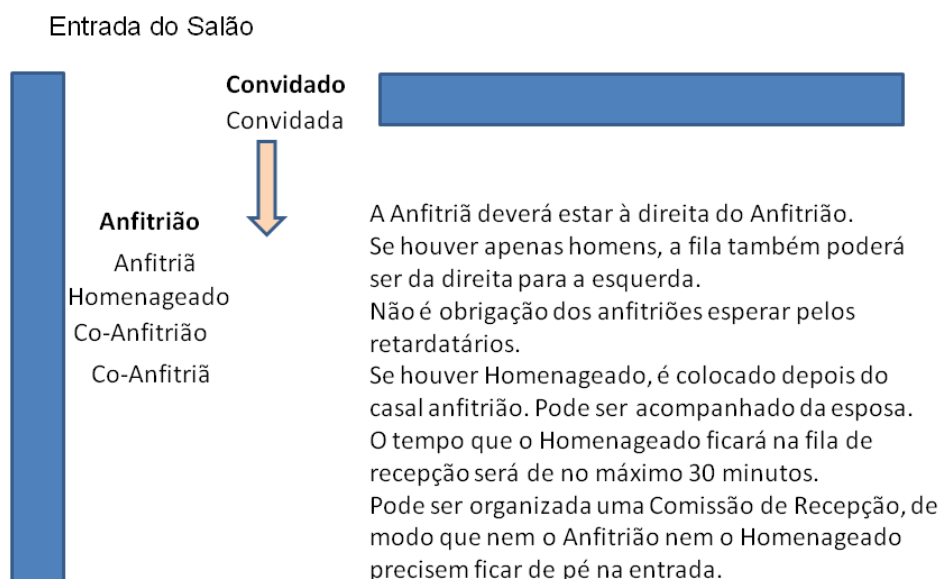 Entrada do Salão
Convidado
Convidada
Anfitrião
Anfitriã
Homenageado
Co-Anfitrião
Co-Anfitriã
A Anfitriã deverá estar à direita do Anfitrião.
Se houver apenas homens, a fila também poderá
ser da direita para a esquerda.
Não é obrigação dos anfitriões esperar pelos
retardatários.
Se houver Homenageado, é colocado depois do
casal anfitrião. Pode ser acompanhado da esposa.
O tempo que o Homenageado ficará na fila de
recepção será de no máximo 30 minutos.
Pode ser organizada uma Comissão de Recepção, de
modo que nem o Anfitrião nem o Homenageado
precisem ficar de pé na entrada.